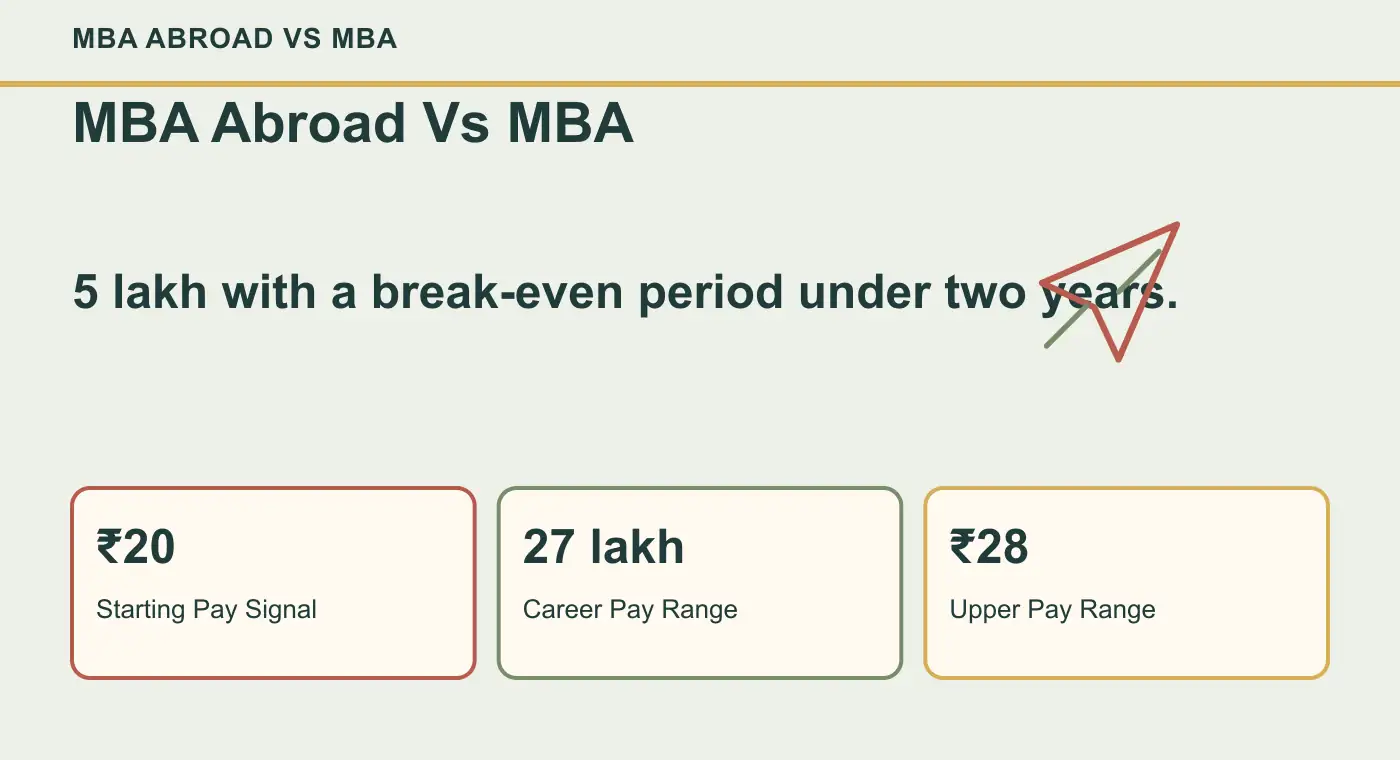 MBA ABROAD VS MBA
MBA Abroad Vs MBA
5 lakh with a break-even period under two years.
₹20
Starting Pay Signal
27 lakh
Career Pay Range
₹28
Upper Pay Range